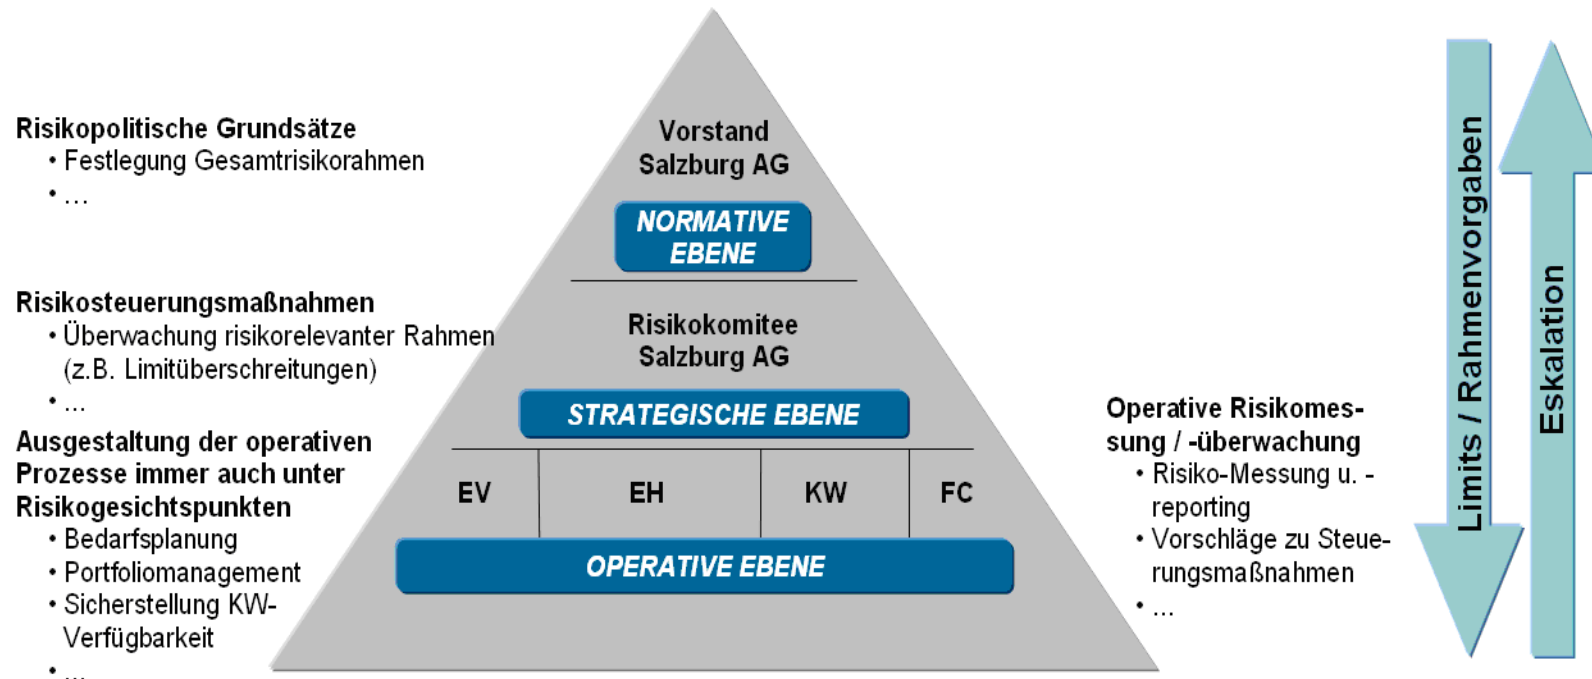 Risikopolitische Grundsätze
• Festlegung Gesamtrisikorahmen
• ...
Risikosteuerungsmaßnahmen
• Überwachung risikorelevanter Rahmen
(z.B. Limitüberschreitungen)
• ...
Ausgestaltung der operativen
Prozesse immer auch unter
Risikogesichtspunkten
• Bedarfsplanung
• Portfoliomanagement
• Sicherstellung KW-
Verfügbarkeit
• ...
Vorstand
Salzburg AG
NORMATIVE
EBENE
Risikokomitee
Salzburg AG
STRATEGISCHE EBENE
EV EH KW FC
OPERATIVE EBENE
Operative Risikomes-
sung / -überwachung
• Risiko-Messung u. -
reporting
• Vorschläge zu Steue-
rungsmaßnahmen
• ...
Limits / Rahmenvorgaben
Eskalation